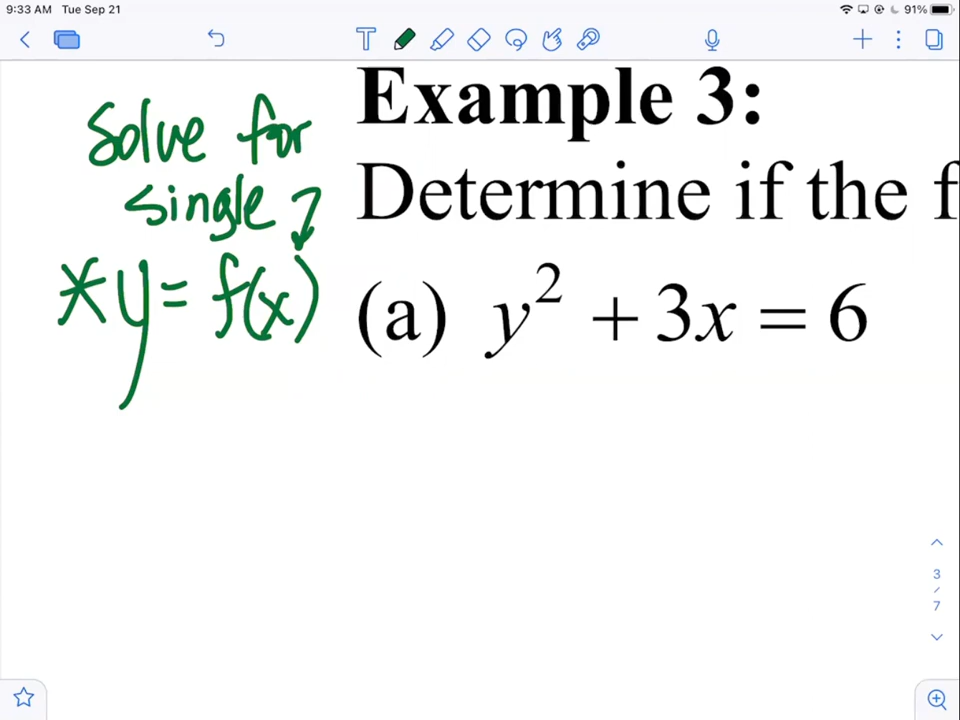 9:33 AM Tue Sep 21
91%
Example 3:
Solve for
Determine if the f
single
*y = f(x)
(a) y² + 3x = 6
3
/
7